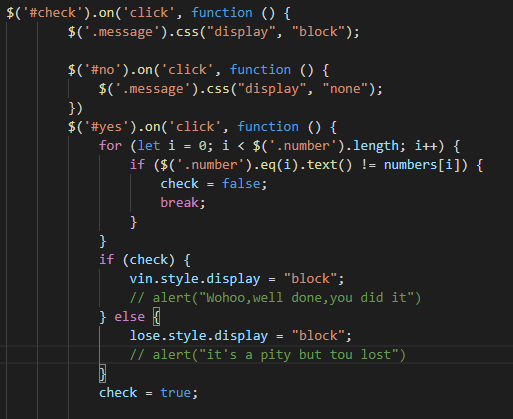 $('#check').on('click', function () {
$('.message').css("display", "block");
$('#no').on('click', function () {
$('.message').css("display", "none");
})
$('#yes').on('click', function () {
for (let i = 0; i < $('.number').length; i++) {
if ($('.number').eq(i).text() != numbers[i]) {
check = false;
break;
}
}
if (check) {
vin.style.display = "block";
// alert("Wohoo,well done,you did it")
} else {
lose.style.display = "block";
// alert("it's a pity but tou lost")
}
check = true;